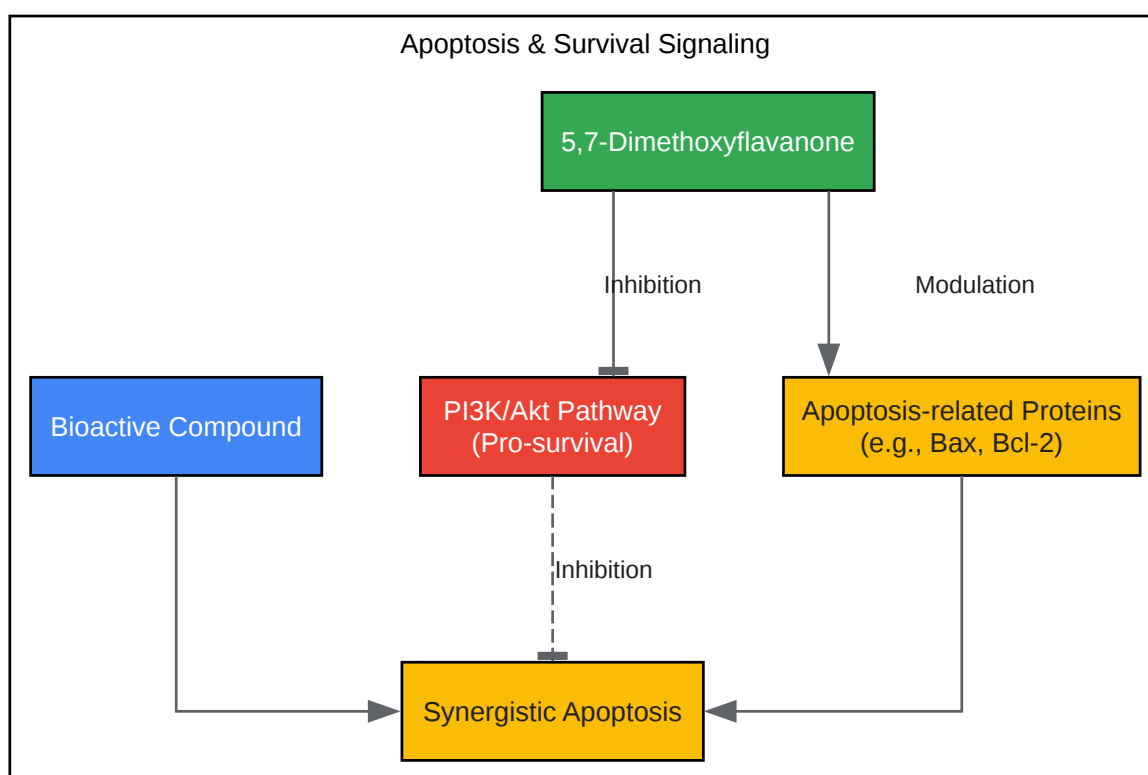 Apoptosis & Survival Signaling
5,7-Dimethoxyflavanone
Inhibition
Modulation
Bioactive Compound
PI3K/Akt Pathway
(Pro-survival)
Apoptosis-related Proteins
(e.g., Bax, Bcl-2)
Inhibition
Synergistic Apoptosis